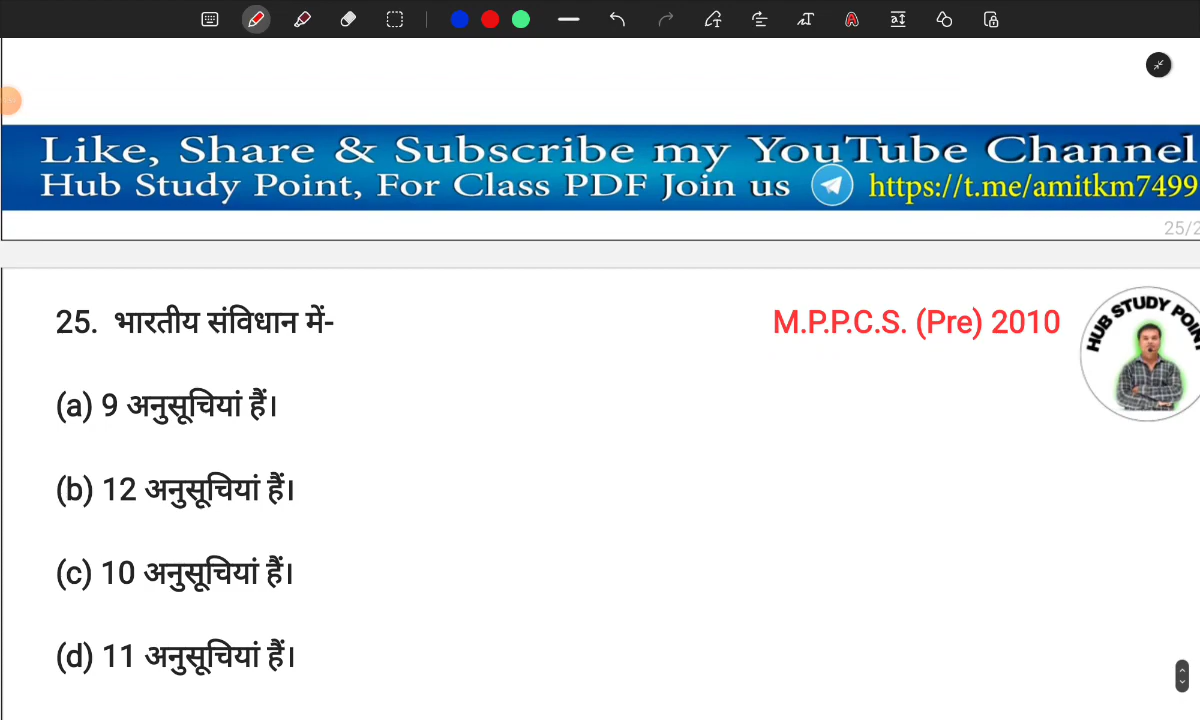 Like, Share & Subscribe my YouTube Channel
Hub Study Point, For Class PDF Join us https://t.me/amitkm7499
25/2
25. भारतीय संविधान में-
M.P.P.C.S. (Pre) 2010
HUB STUDY POINT
(a) 9 अनुसूचियां हैं।
(b) 12 अनुसूचियां हैं।
(c) 10 अनुसूचियां हैं।
(d) 11 अनुसूचियां हैं।